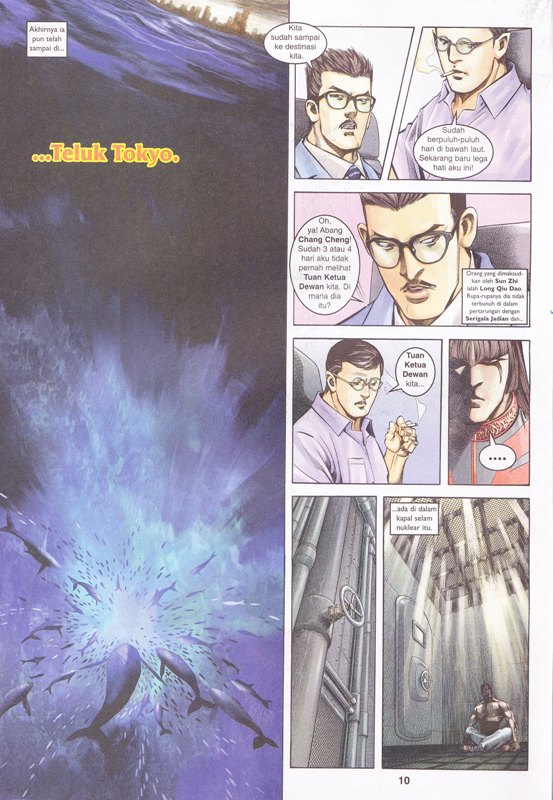 Akhirnya ia
pun telah
sampai di...
...Teluk Tokyo.
Kita
sudah sampai
ke destinasi
kita.
Sudah
berpuluh-puluh
hari di bawah laut.
Sekarang baru lega
hati aku ini!
Oh,
ya! Abang
Chang Cheng!
Sudah 3 atau 4
hari aku tidak
pernah melihat
Tuan Ketua
Dewan kita. Di
mana dia
itu?
Orang yang dimaksud-
kan oleh Sun Zhi
ialah Long Qiu Dao.
Rupa-rupanya dia tidak
terbunuh di dalam
pertarungan dengan
Serigala Jadian dan..
Tuan
Ketua
Dewan
kita...
....
...ada di dalam
kapal selam
nuklear itu.
10